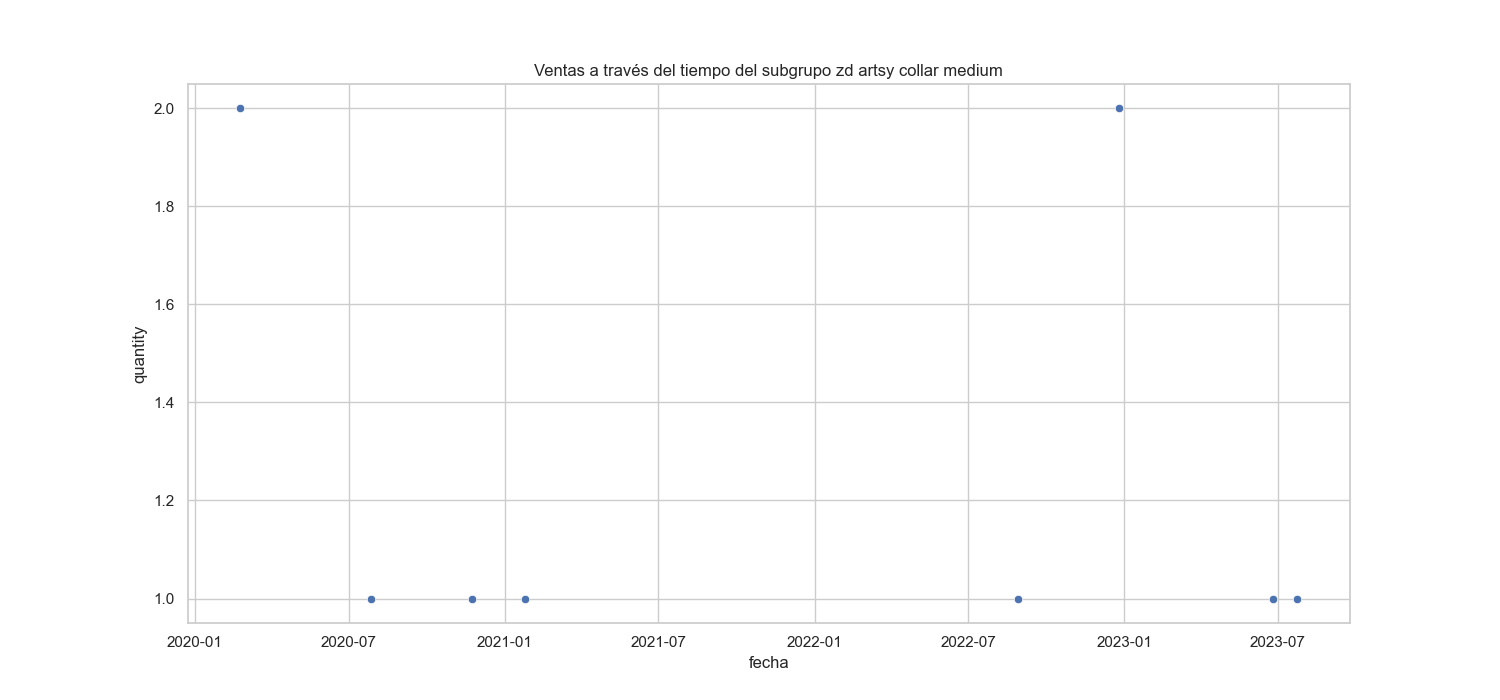 Ventas a través del tiempo del subgrupo zd artsy collar medium
2.0
1.8
1.6
1.4
1.2
1.0
quantity
2020-01 2020-07 2021-01 2021-07 2022-01 2022-07 2023-01 2023-07
fecha